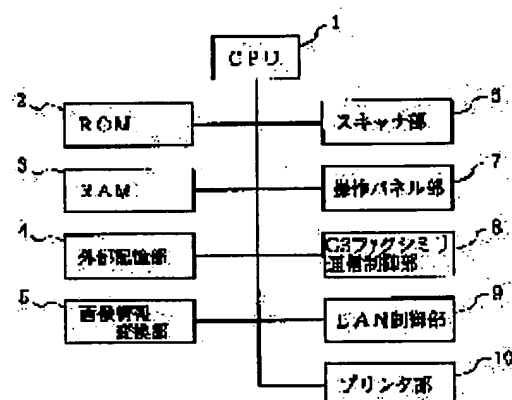 1
CPU
2
ROM
6
スキャナ部
3
RAM
7
操作パネル部
4
外部記憶部
8
G3ファクシミリ
通信制御部
5
画像情報
変換部
9
LAN制御部
10
プリンタ部